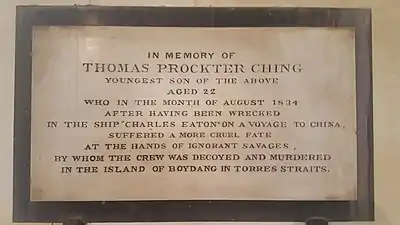 IN MEMORY OF
THOMAS PROCKTER CHING
YOUNGEST SON OF THE ABOVE
AGED 22
WHO IN THE MONTH OF AUGUST 1834
AFTER HAVING BEEN WRECKED
IN THE SHIP "CHARLES EATON" ON A VOYAGE TO CHINA,
SUFFERED A MORE CRUEL FATE
AT THE HANDS OF IGNORANT SAVAGES,
BY WHOM THE CREW WAS DECOYED AND MURDERED
IN THE ISLAND OF BOYDANG IN TORRES STRAITS.